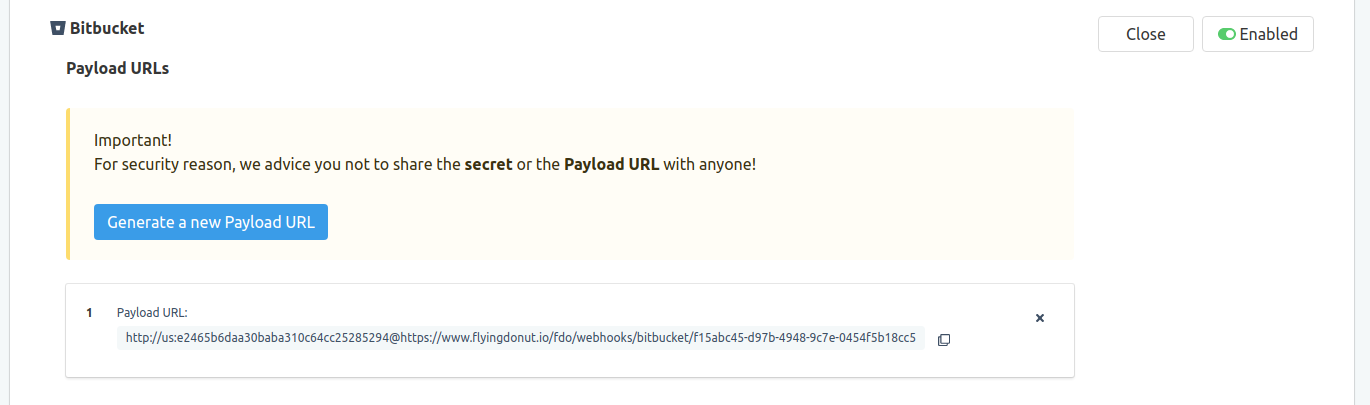 Bitbucket
Close
Enabled
Payload URLs
Important!
For security reason, we advice you not to share the secret or the Payload URL with anyone!
Generate a new Payload URL
1
Payload URL:
http://us:e2465b6daa30baba310c64cc25285294@https://www.flyingdonut.io/fdo/webhooks/bitbucket/f15abc45-d97b-4948-9c7e-0454f5b18cc5